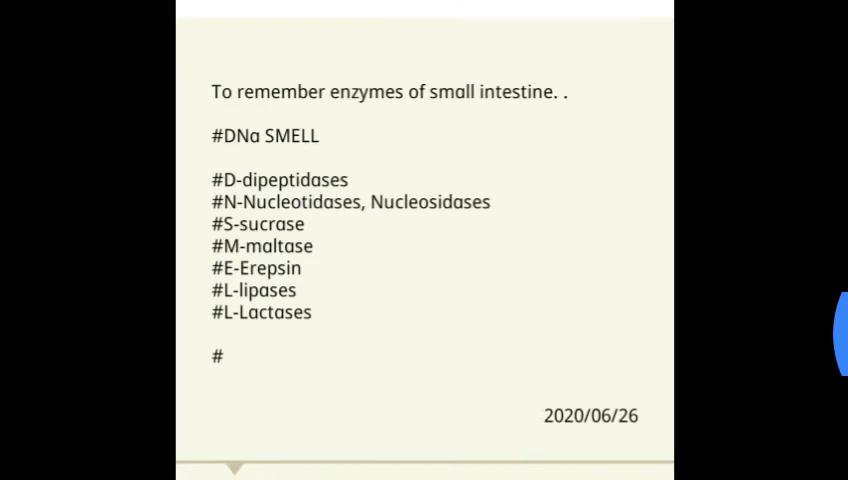 To remember enzymes of small intestine. .
#DNa SMELL
#D-dipeptidases
#N-Nucleotidases, Nucleosidases
#S-sucrase
#M-maltase
#E-Erepsin
#L-lipases
#L-Lactases
#
2020/06/26